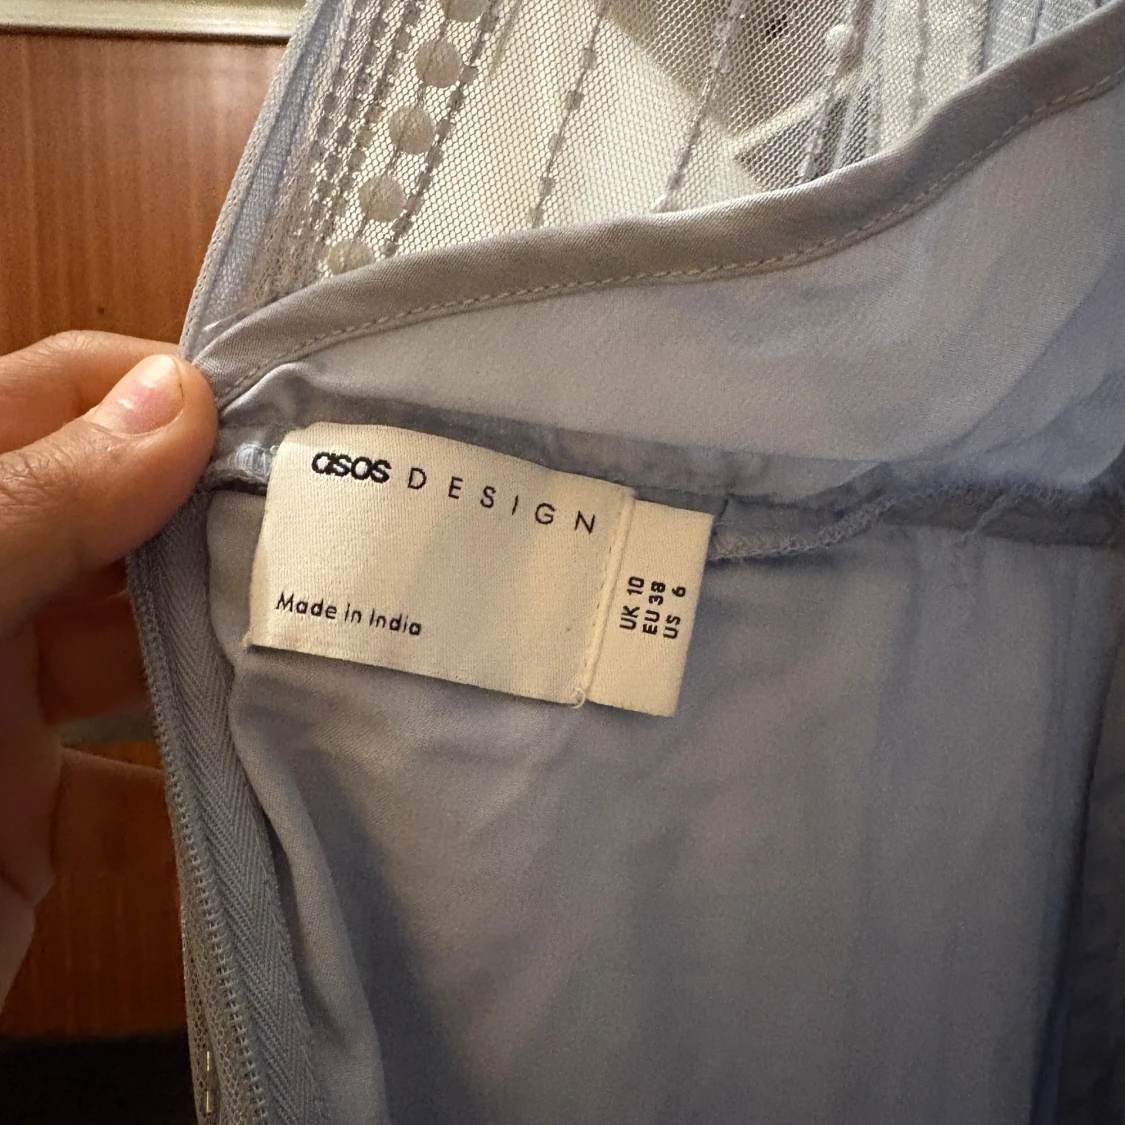 asos DESIGN
Made in India
UK 10
EU 38
US 6